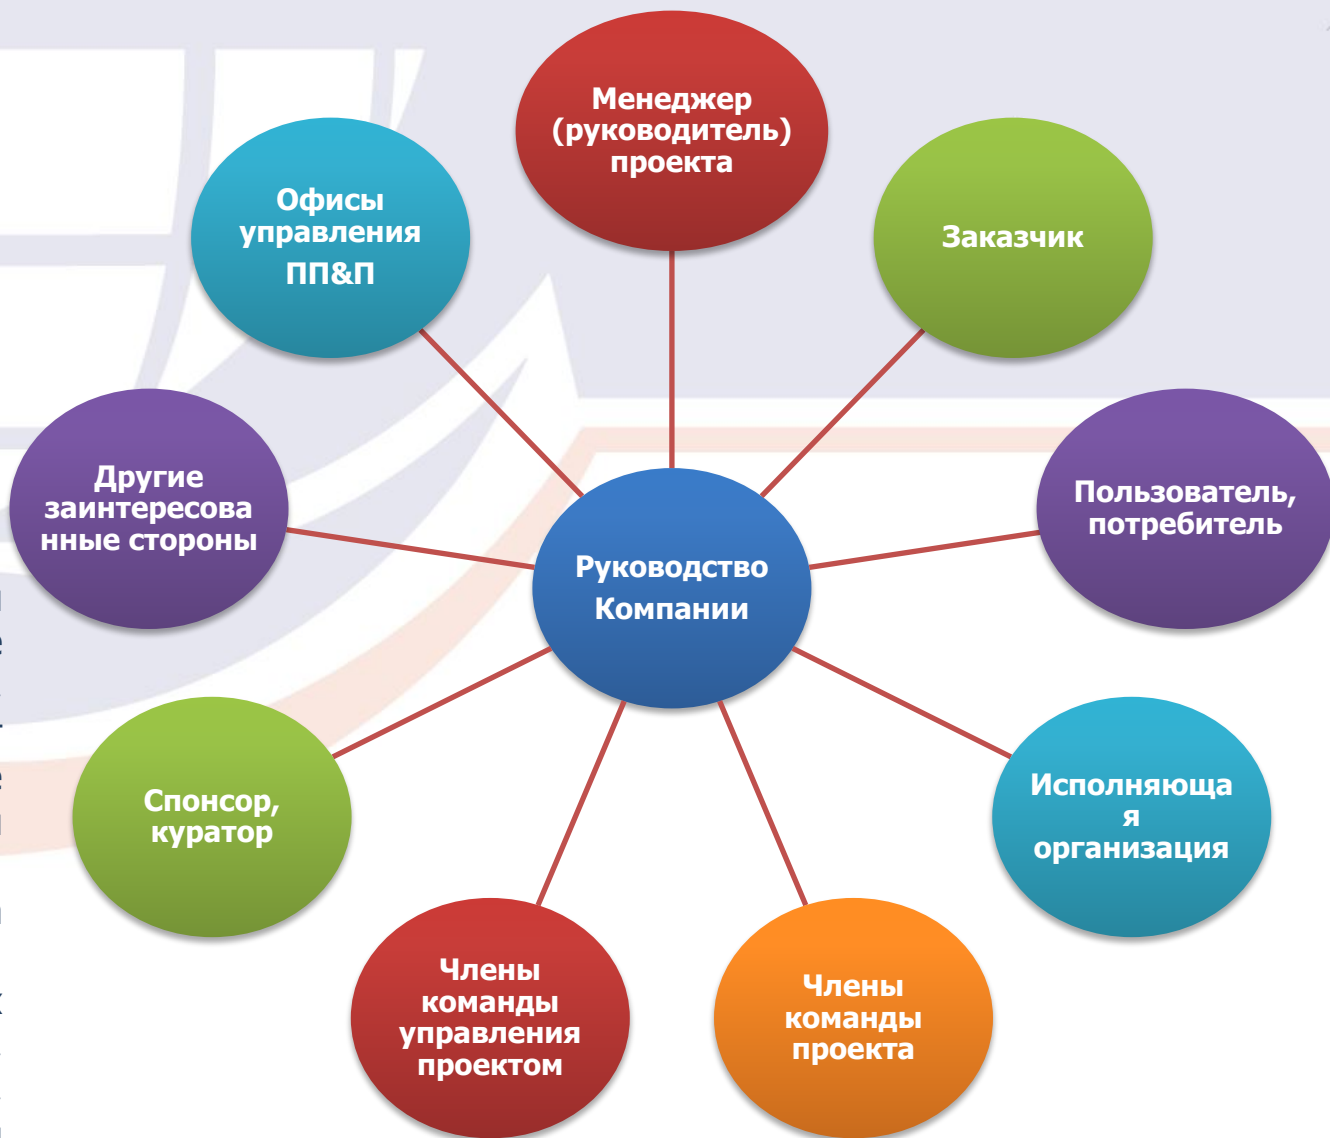 Менеджер
(руководитель)
проекта
Офисы
управления
ПП&П
Заказчик
Другие
заинтересова
нные стороны
Пользователь,
потребитель
Руководство
Компании
Спонсор,
куратор
Исполняюща
я
организация
Члены
команды
управления
проектом
Члены
команды
проекта